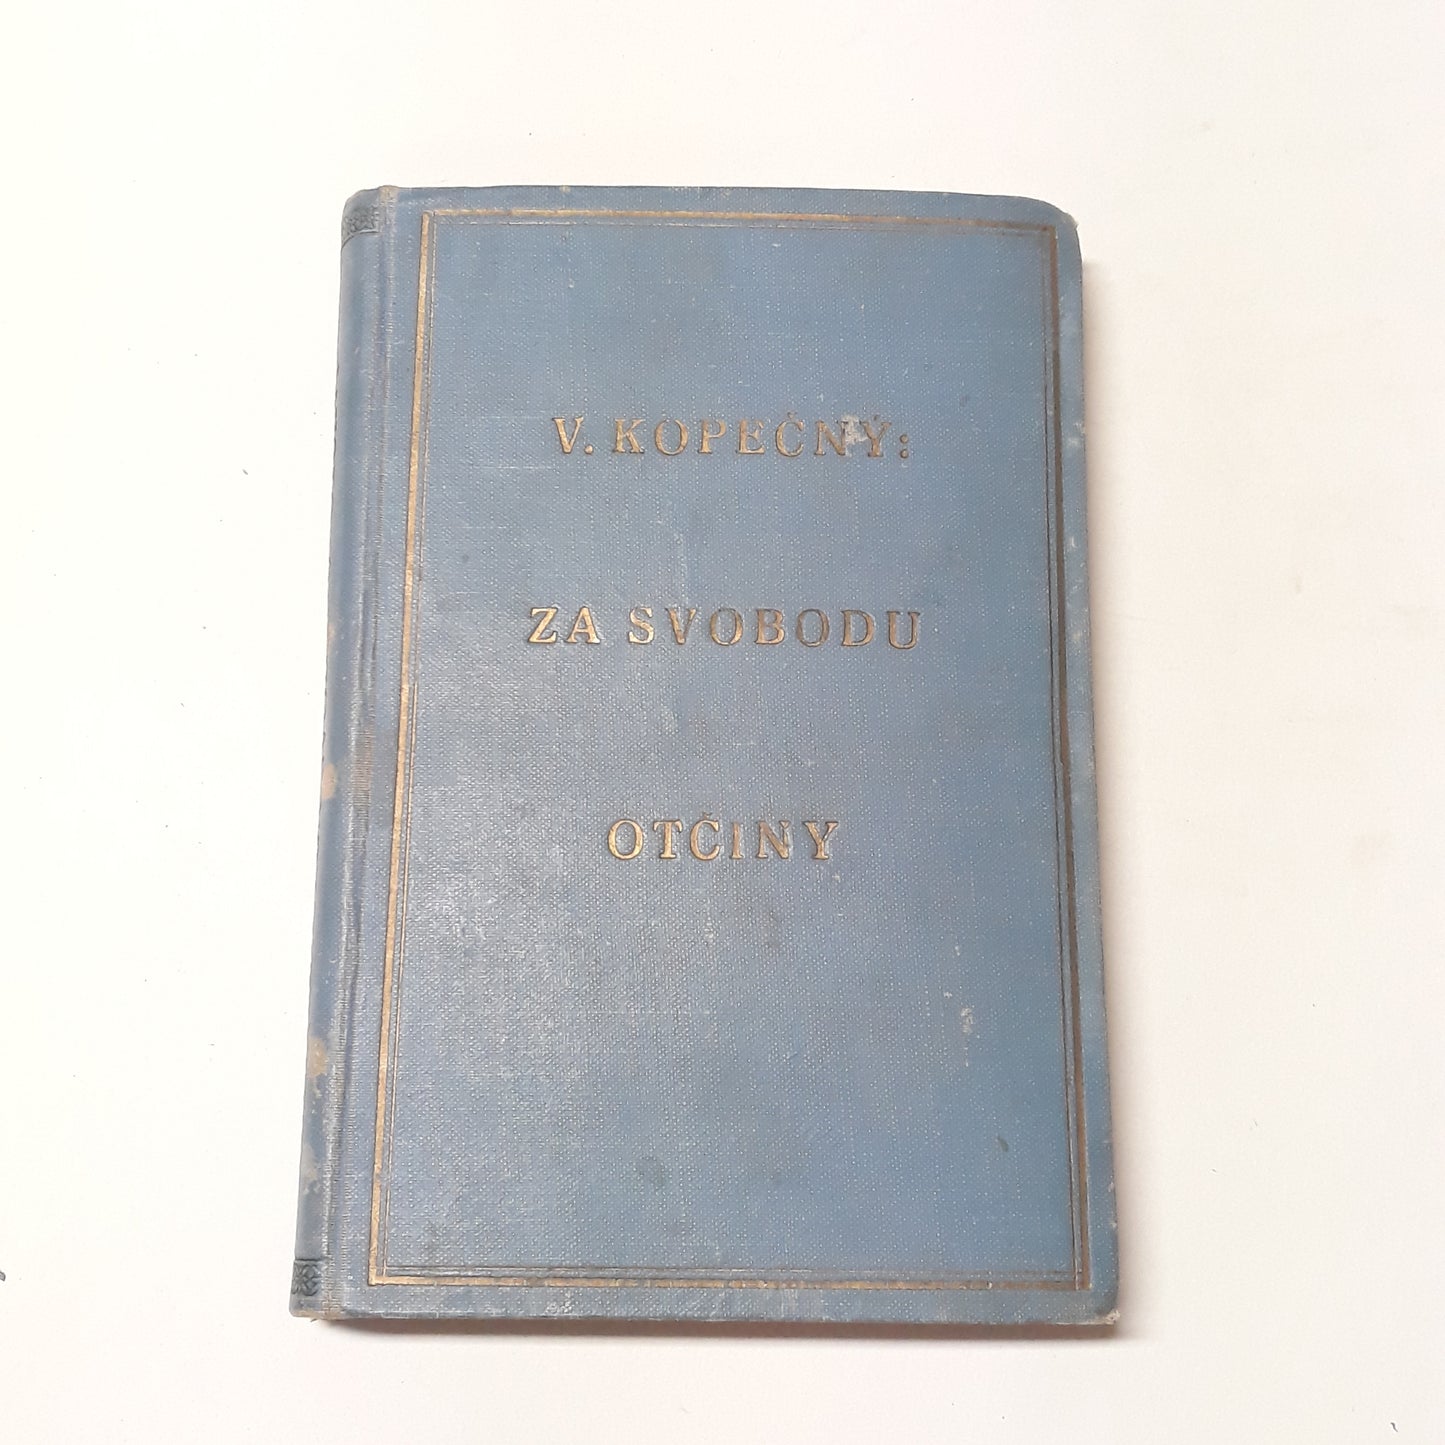 V. KOPEČNÝ:
ZA SVOBODU
OTČINY